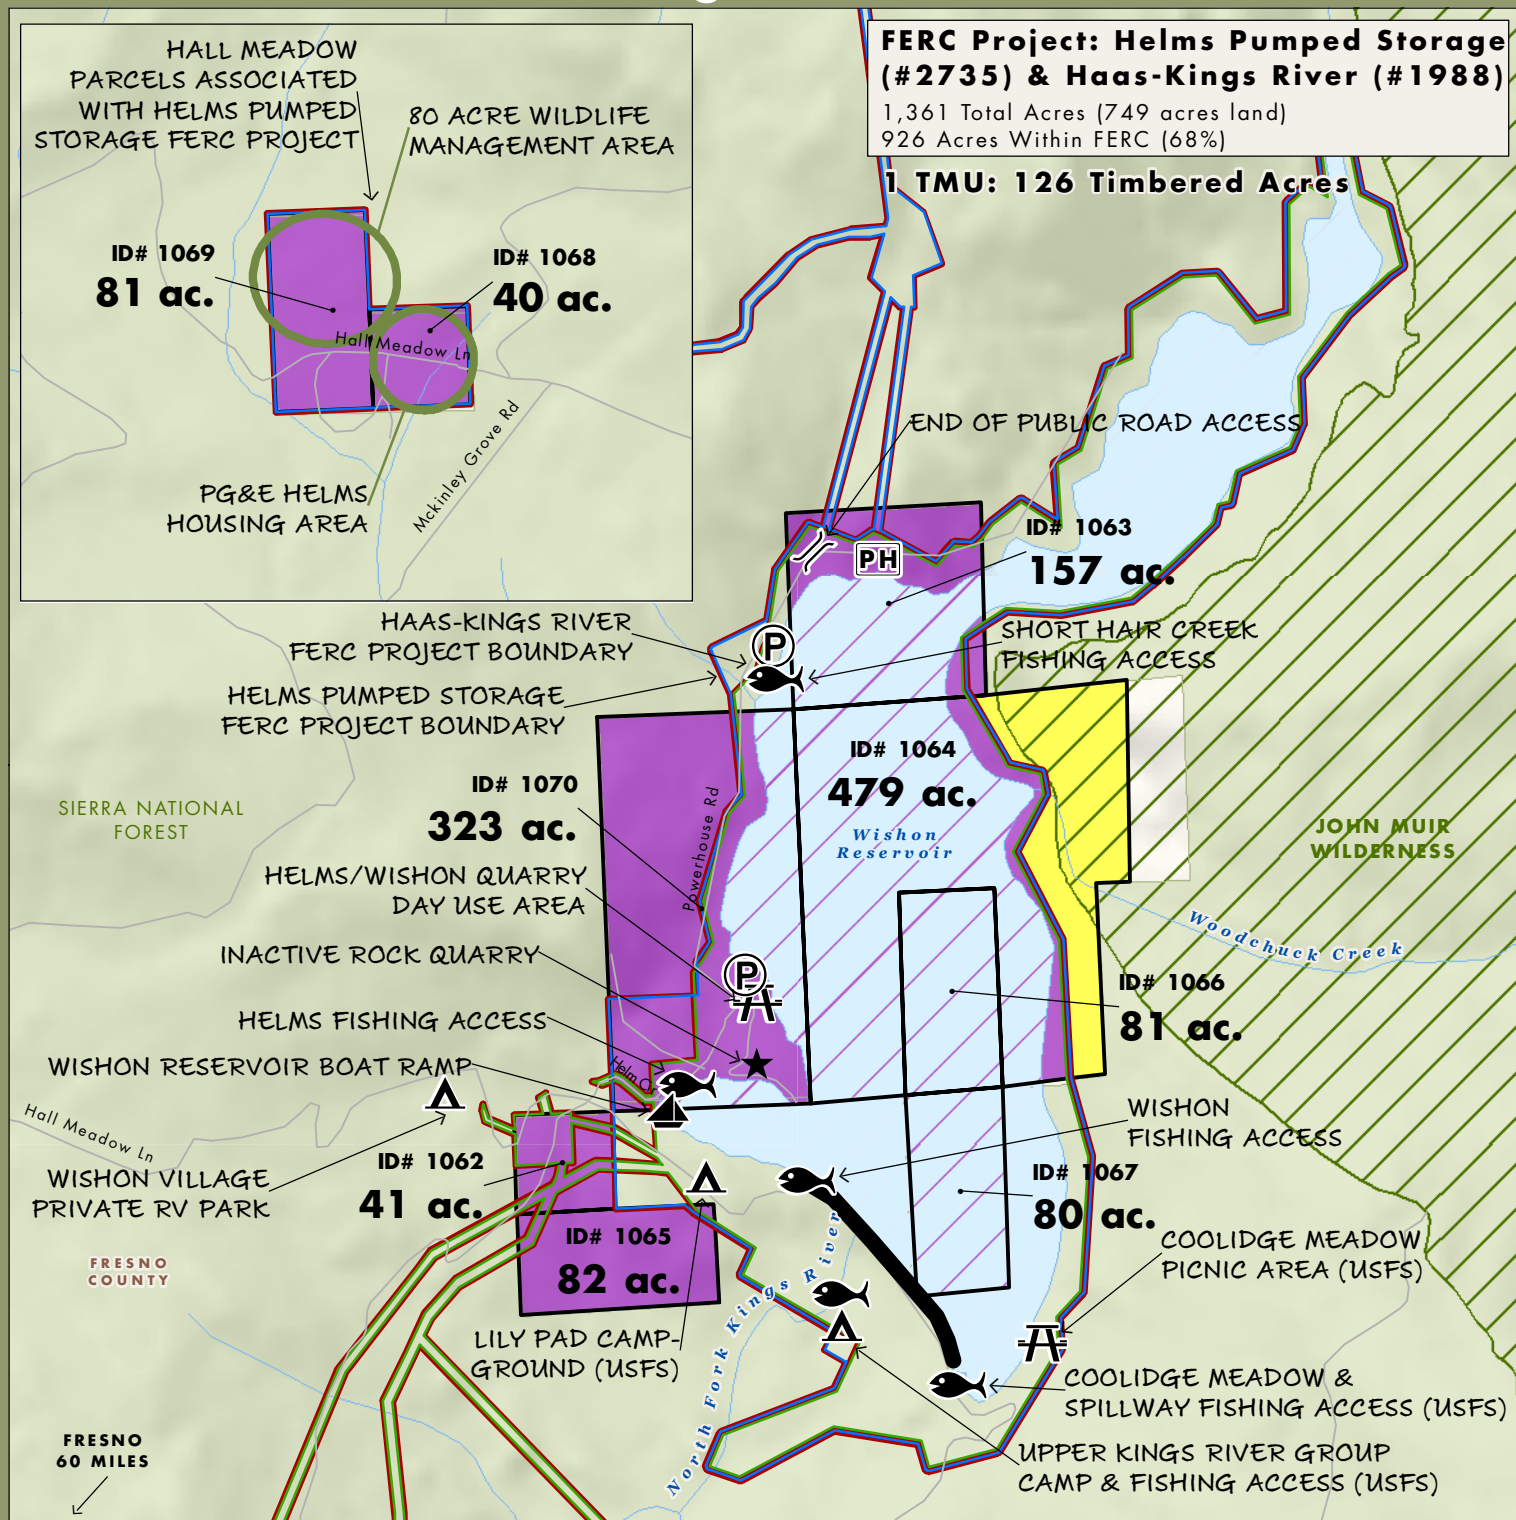 FERC Project: Helms Pumped Storage
(#2735) & Haas-Kings River (#1988)
1,361 Total Acres (749 acres land)
926 Acres Within FERC (68%)
1 TMU: 126 Timbered Acres
HALL MEADOW
PARCELS ASSOCIATED
WITH HELMS PUMPED
STORAGE FERC PROJECT
80 ACRE WILDLIFE
MANAGEMENT AREA
ID# 1069
81 ac.
ID# 1068
40 ac.
Hall Meadow Ln
Mckinley Grove Rd
PG&E HELMS
HOUSING AREA
END OF PUBLIC ROAD ACCESS
PH
ID# 1063
157 ac.
HAAS-KINGS RIVER
FERC PROJECT BOUNDARY
P
SHORT HAIR CREEK
FISHING ACCESS
HELMS PUMPED STORAGE
FERC PROJECT BOUNDARY
ID# 1064
479 ac.
Wishon
Reservoir
ID# 1070
323 ac.
Powerhouse Rd
SIERRA NATIONAL
FOREST
JOHN MUIR
WILDERNESS
HELMS/WISHON QUARRY
DAY USE AREA
Woodchuck Creek
INACTIVE ROCK QUARRY
P
ID# 1066
81 ac.
HELMS FISHING ACCESS
WISHON RESERVOIR BOAT RAMP
Helm Cir
Hall Meadow Ln
WISHON
FISHING ACCESS
WISHON VILLAGE
PRIVATE RV PARK
ID# 1062
41 ac.
ID# 1067
80 ac.
ID# 1065
82 ac.
FRESNO
COUNTY
North Fork Kings River
COOLIDGE MEADOW
PICNIC AREA (USFS)
LILY PAD CAMP-
GROUND (USFS)
COOLIDGE MEADOW &
SPILLWAY FISHING ACCESS (USFS)
UPPER KINGS RIVER GROUP
CAMP & FISHING ACCESS (USFS)
FRESNO
60 MILES